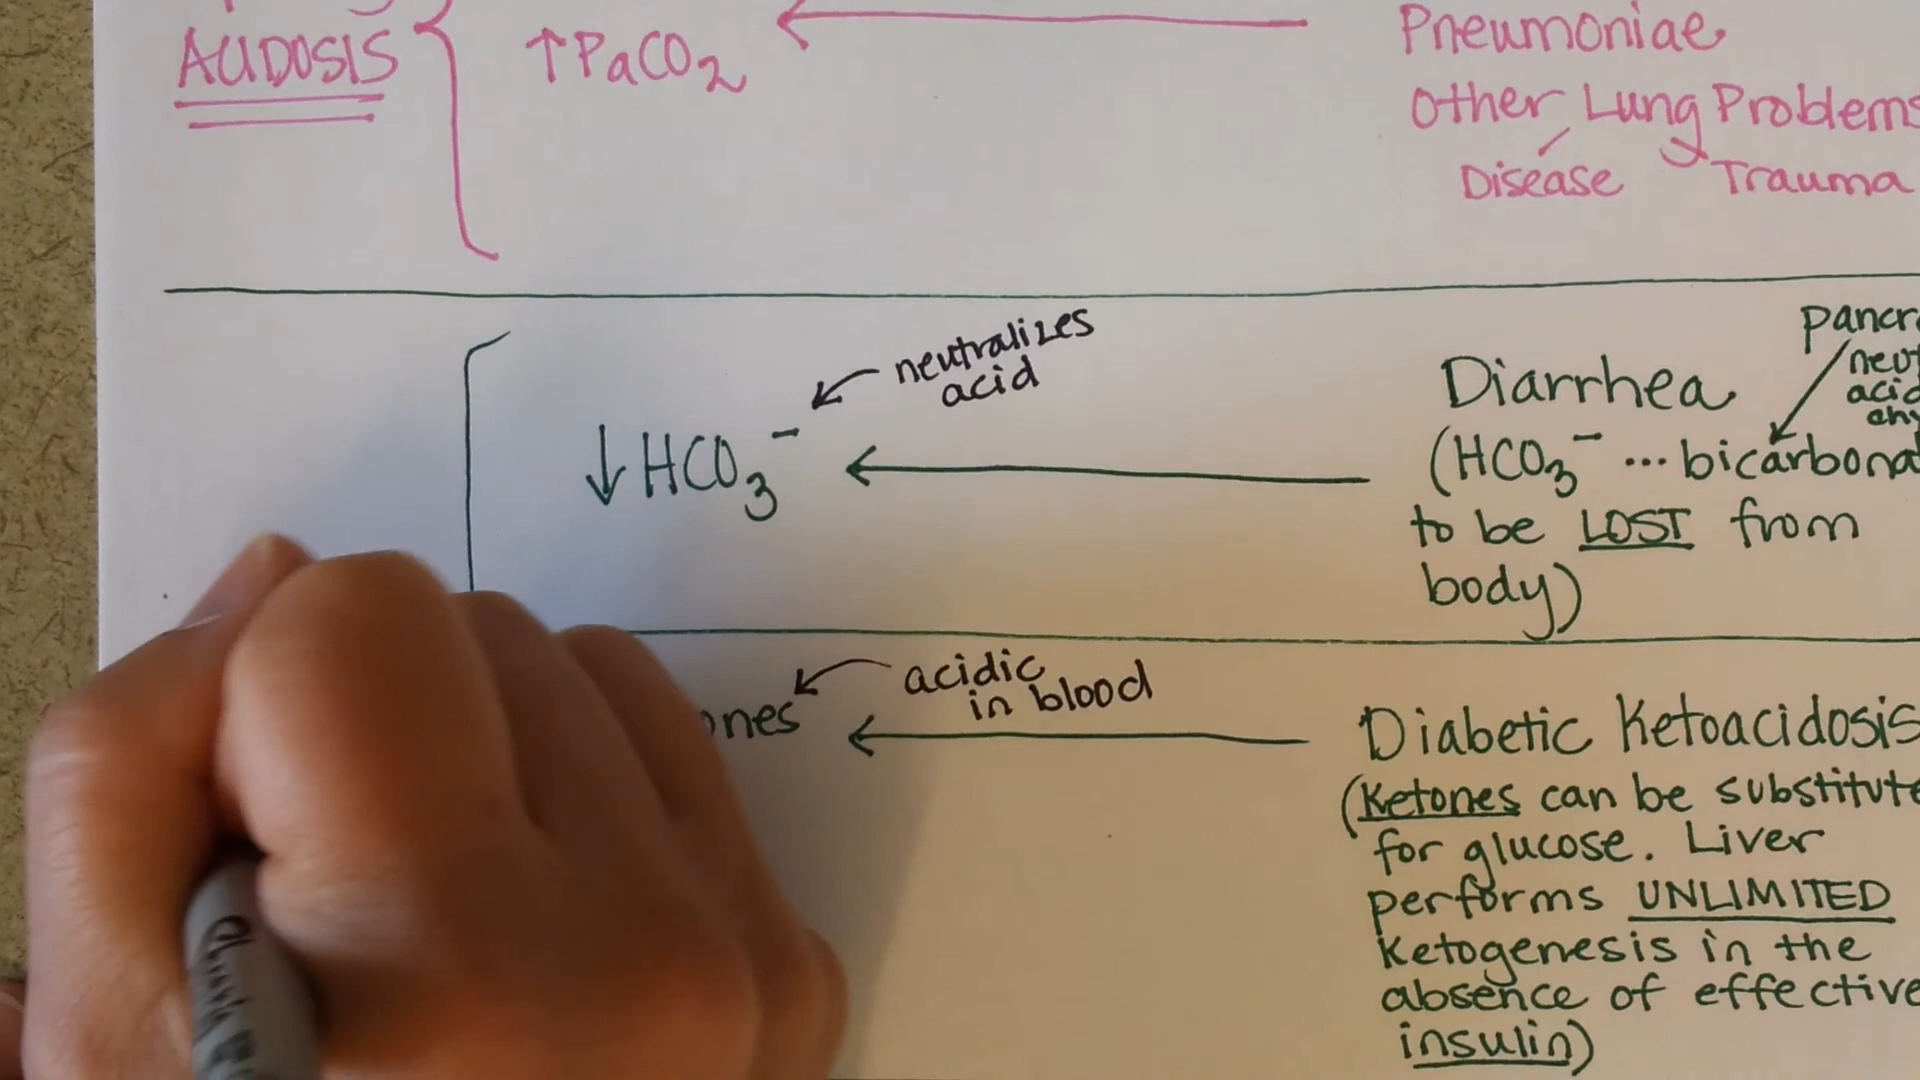 ACIDOSIS
↑PaCO2
Pneumoniae
Other Lung Problems
Disease Trauma
neutralizes
acid
↓HCO3⁻
Diarrhea
(HCO3⁻ ... bicarbonat
to be LOST from
body)
acidic
in blood
Diabetic Ketoacidosis
(Ketones can be substitute
for glucose. Liver
performs UNLIMITED
Ketogenesis in the
absence of effective
insulin)